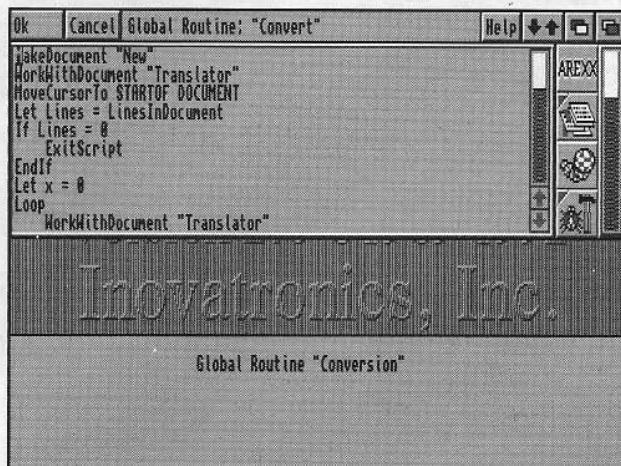 Ok Cancel Global Routine: "Convert" Help
MakeDocument "New"
WorkWithDocument "Translator"
MoveCursorTo STARTOF DOCUMENT
Let Lines = LinesInDocument
If Lines = 0
ExitScript
EndIf
Let x = 0
Loop
WorkWithDocument "Translator"
AREXX
Inovatronics, Inc.
Global Routine "Conversion"